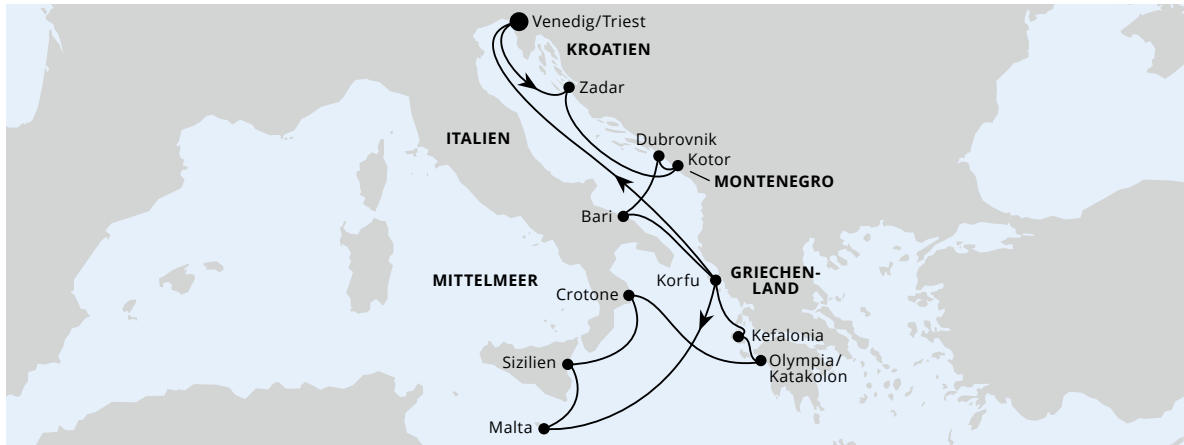 Venedig/Triest
KROATIEN
Zadar
ITALIEN
Dubrovnik
Kotor
MONTENEGRO
Bari
MITTELMEER
Korfu
GRIECHEN-
LAND
Crotone
Kefalonia
Sizilien
Olympia/
Katakolon
Malta